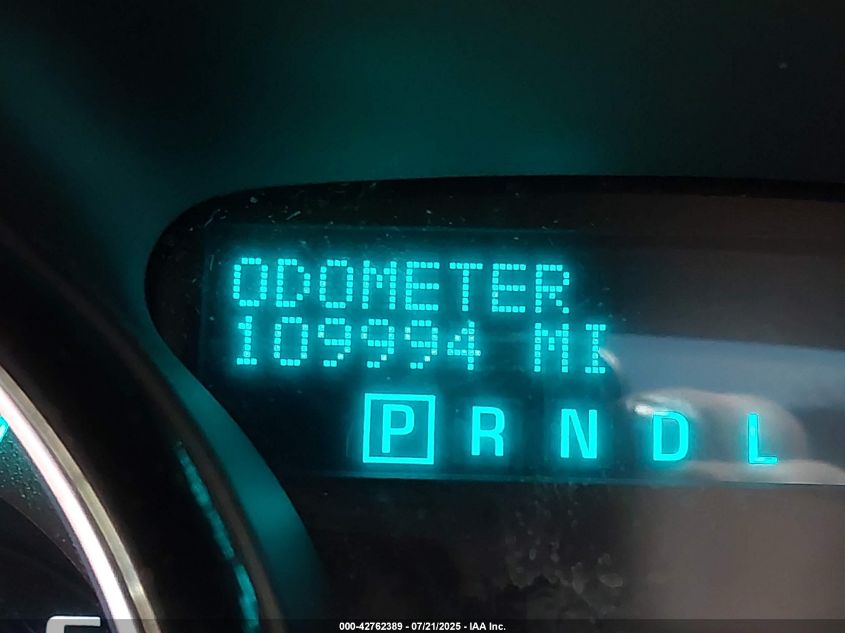 ODOMETER
109994 MI
P R N D L
000-42762389 - 07/21/2025 - IAA Inc.